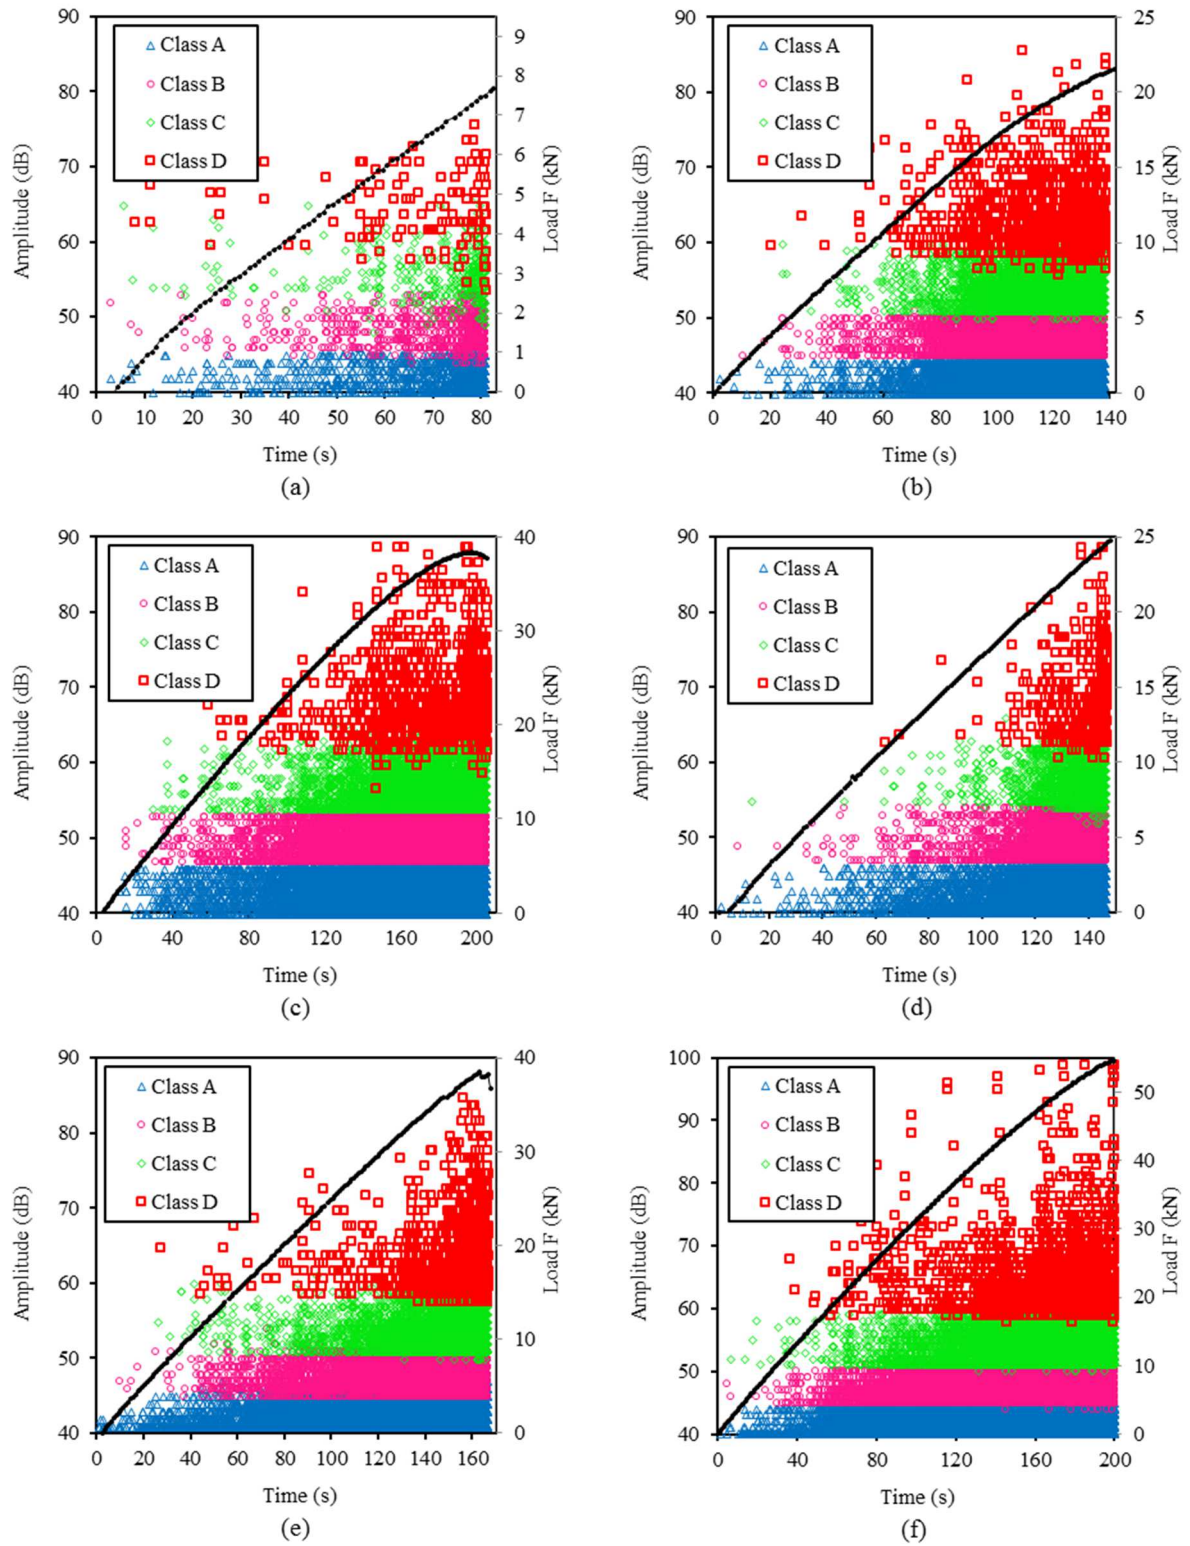 90
80
70
60
50
40
Amplitude (dB)
Class A
Class B
Class C
Class D
9
8
7
6
5
4
3
2
1
0
Load F (kN)
0 10 20 30 40 50 60 70 80
Time (s)
(a)
90
80
70
60
50
40
Amplitude (dB)
Class A
Class B
Class C
Class D
25
20
15
10
5
0
Load F (kN)
0 20 40 60 80 100 120 140
Time (s)
(b)
90
80
70
60
50
40
Amplitude (dB)
Class A
Class B
Class C
Class D
40
30
20
10
0
Load F (kN)
0 40 80 120 160 200
Time (s)
(c)
90
80
70
60
50
40
Amplitude (dB)
Class A
Class B
Class C
Class D
25
20
15
10
5
0
Load F (kN)
0 20 40 60 80 100 120 140
Time (s)
(d)
90
80
70
60
50
40
Amplitude (dB)
Class A
Class B
Class C
Class D
40
30
20
10
0
Load F (kN)
0 20 40 60 80 100 120 140 160
Time (s)
(e)
100
90
80
70
60
50
40
Amplitude (dB)
Class A
Class B
Class C
Class D
50
40
30
20
10
0
Load F (kN)
0 40 80 120 160 200
Time (s)
(f)